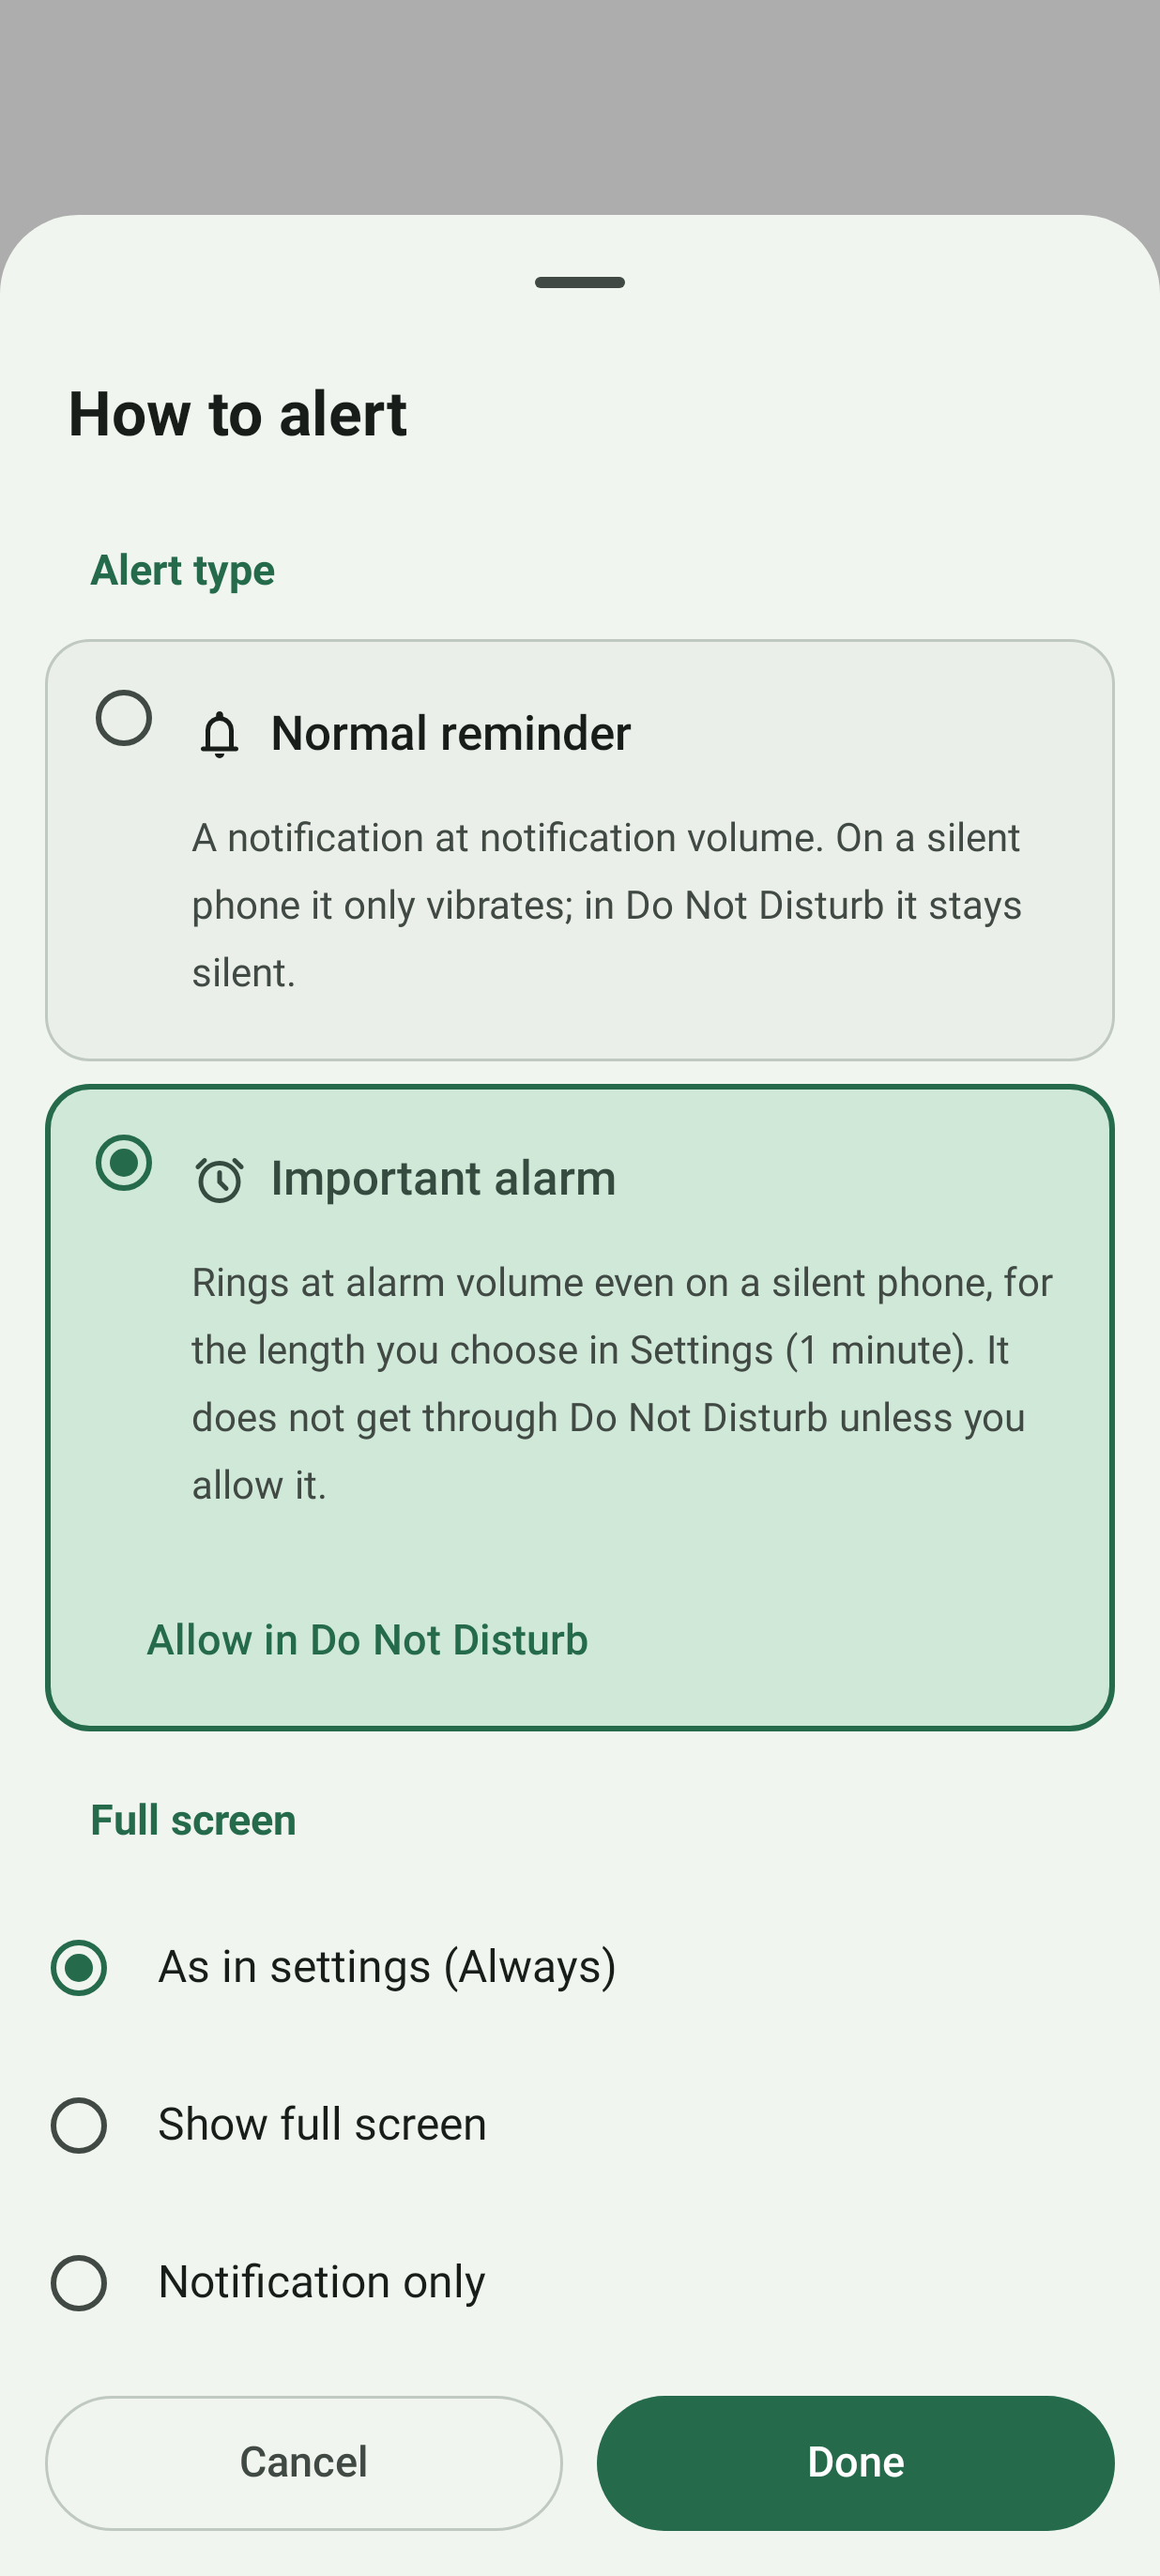 How to alert
Alert type
Normal reminder
A notification at notification volume. On a silent
phone it only vibrates; in Do Not Disturb it stays
silent.
Important alarm
Rings at alarm volume even on a silent phone, for
the length you choose in Settings (1 minute). It
does not get through Do Not Disturb unless you
allow it.
Allow in Do Not Disturb
Full screen
As in settings (Always)
Show full screen
Notification only
Cancel
Done